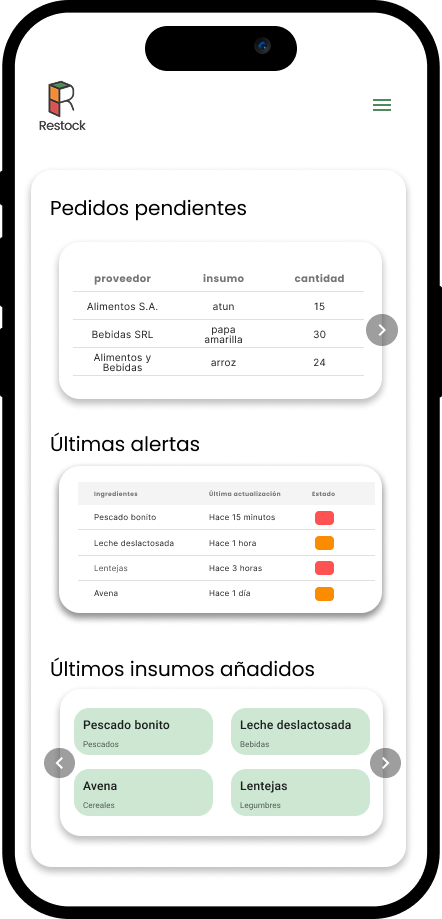 Restock
Pedidos pendientes
proveedor insumo cantidad
Alimentos S.A. atun 15
Bebidas SRL papa amarilla 30
Alimentos y Bebidas arroz 24
Últimas alertas
Ingredientes Última actualización Estado
Pescado bonito Hace 15 minutos
Leche deslactosada Hace 1 hora
Lentejas Hace 3 horas
Avena Hace 1 día
Últimos insumos añadidos
Pescado bonito Leche deslactosada
Pescados Bebidas
Avena Lentejas
Cereales Legumbres